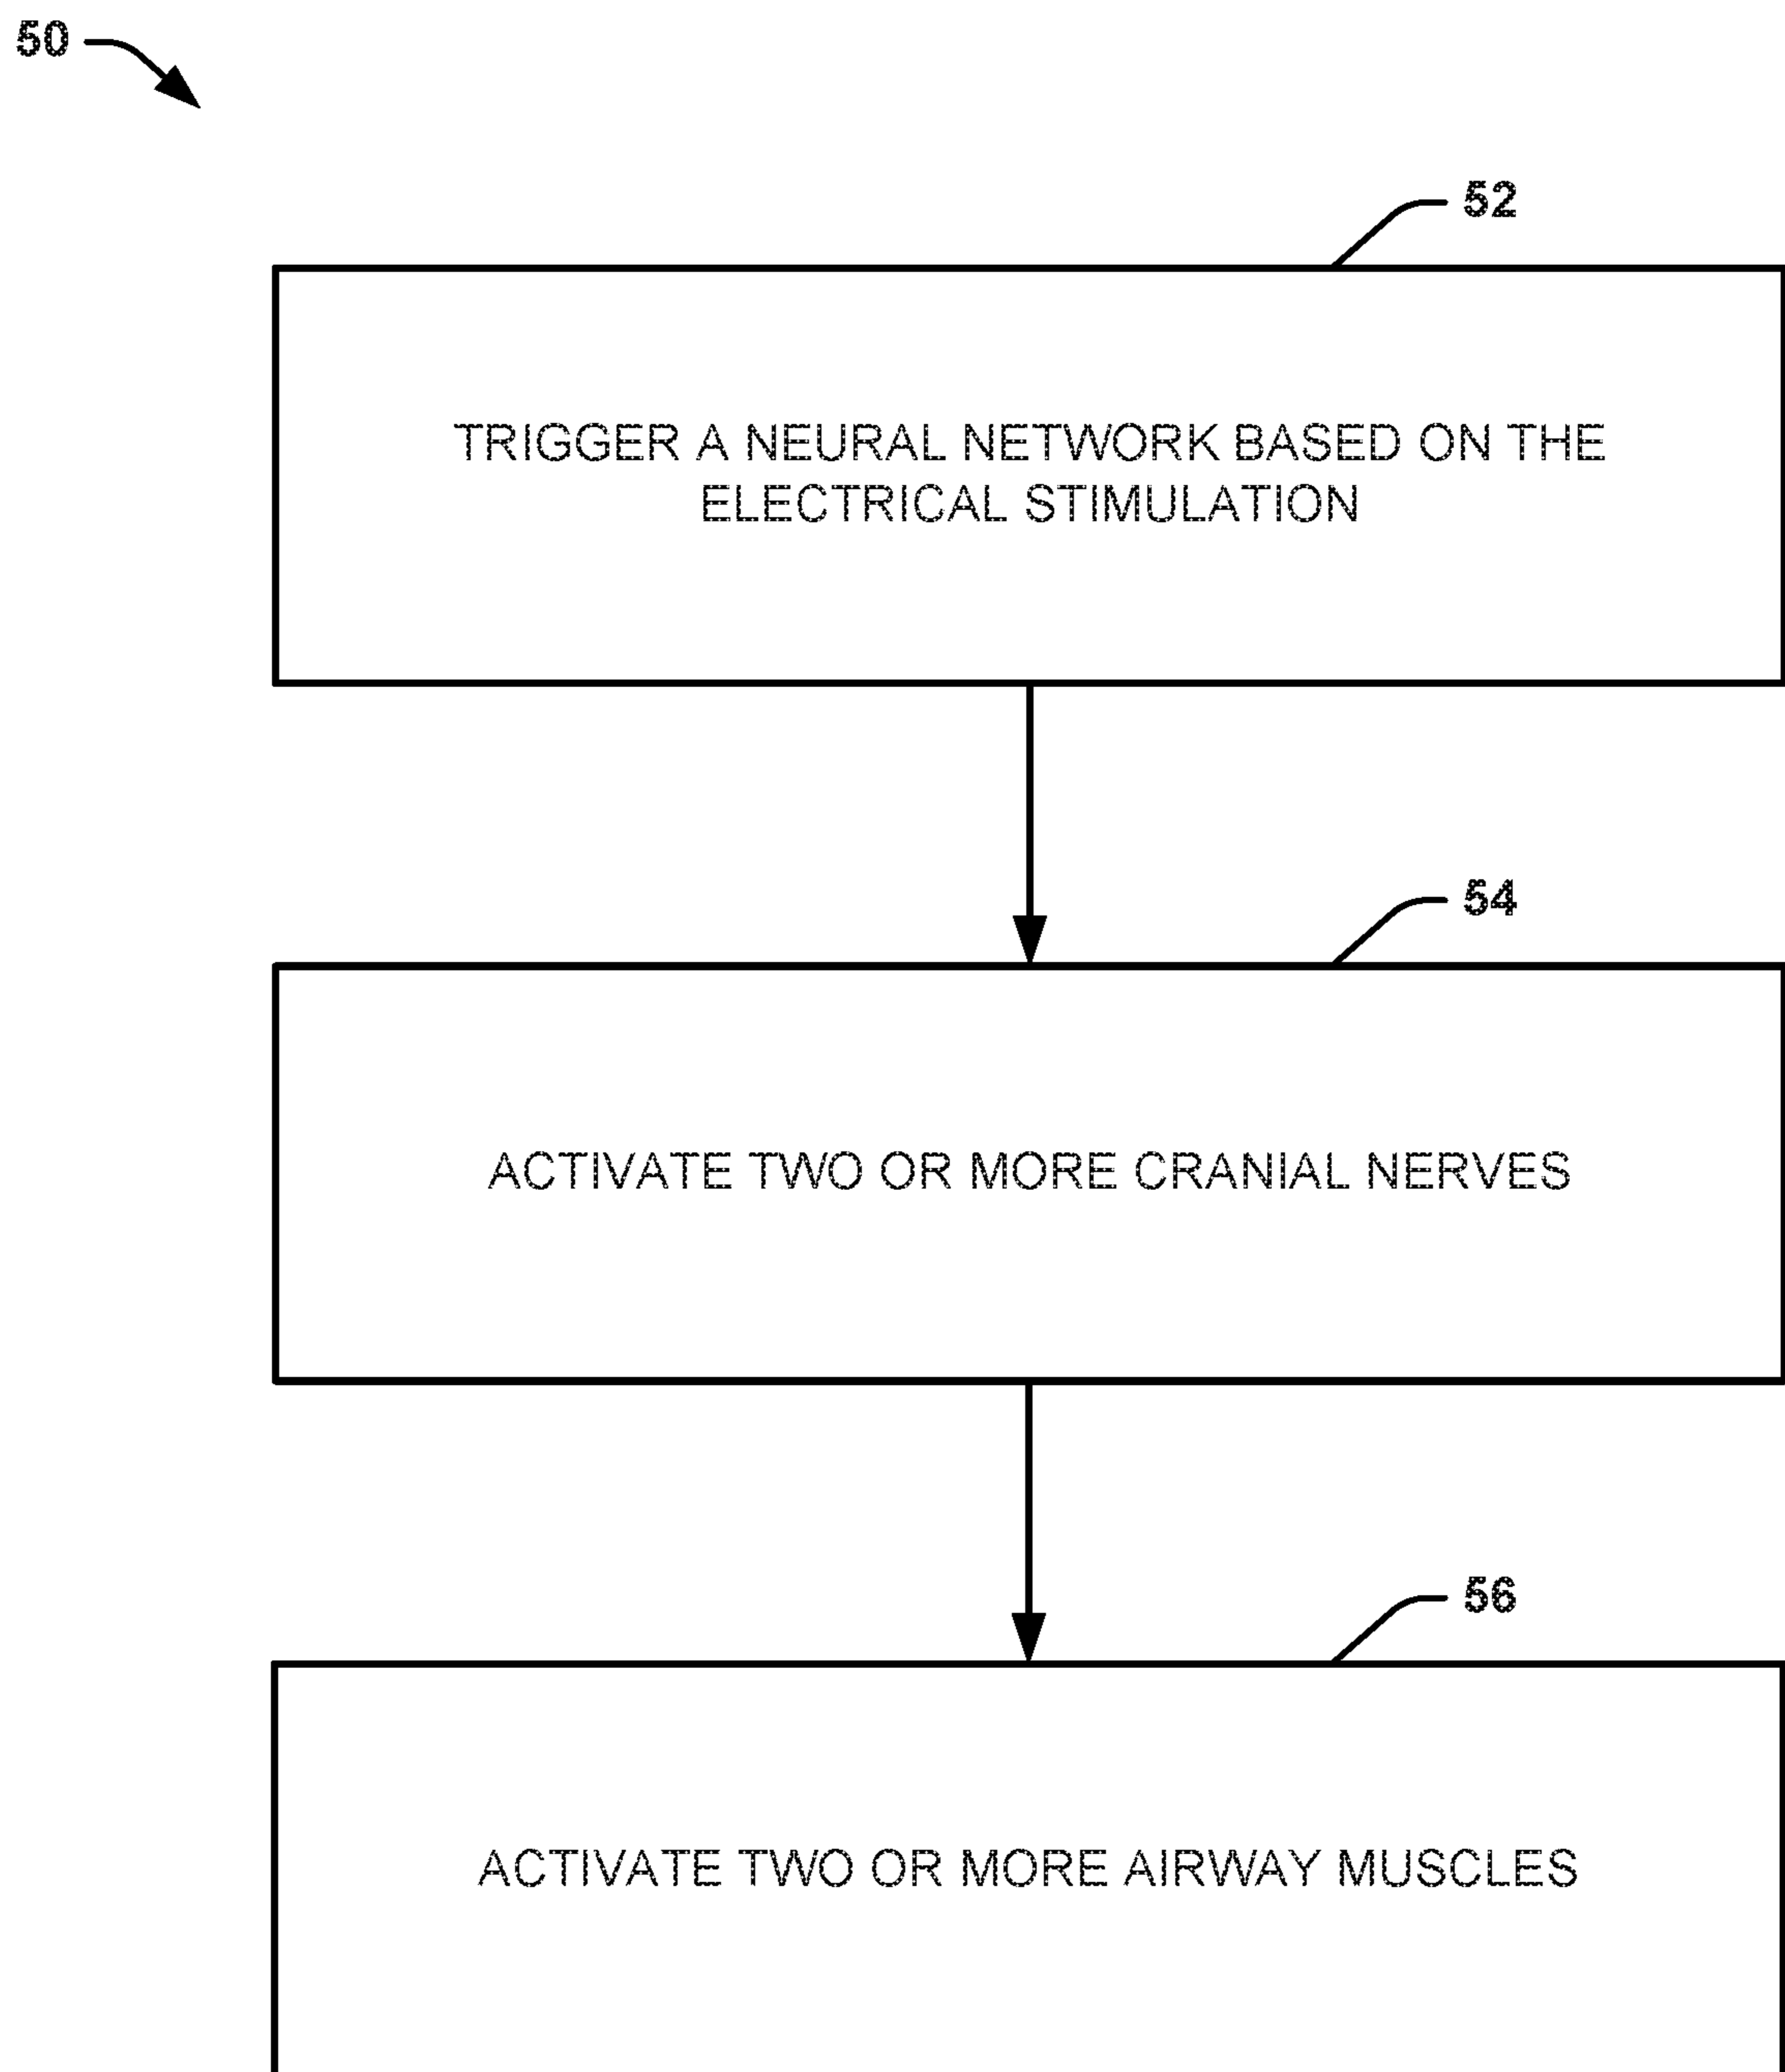 50
52
TRIGGER A NEURAL NETWORK BASED ON THE
ELECTRICAL STIMULATION
54
ACTIVATE TWO OR MORE CRANIAL NERVES
56
ACTIVATE TWO OR MORE AIRWAY MUSCLES